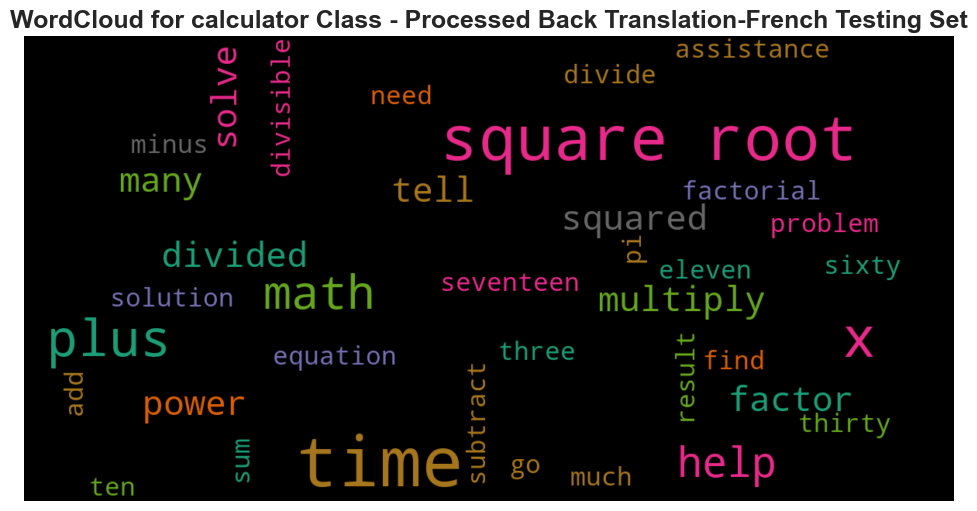 WordCloud for calculator Class - Processed Back Translation-French Testing Set
assistance
divide
solve
divisible
need
square root
minus
many
tell
factorial
squared
problem
pi
divided
eleven
sixty
math
seventeen
solution
multiply
plus
x
equation
three
result
find
add
power
subtract
factor
thirty
sum
time
go
much
help
ten